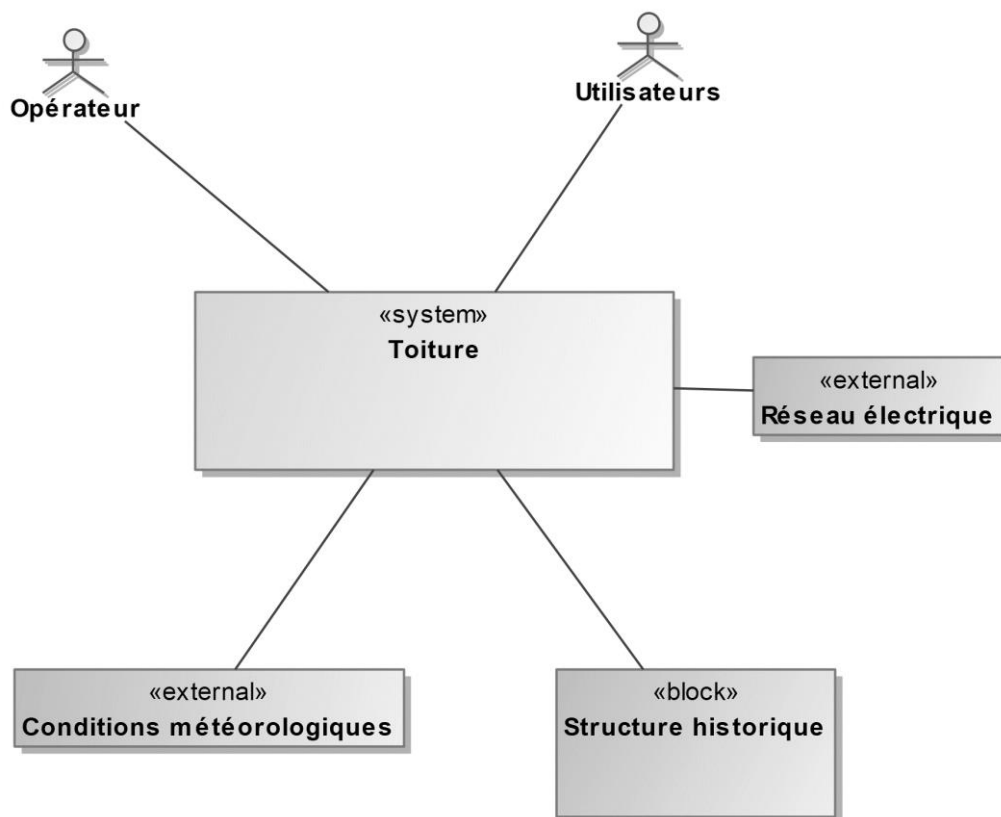 Opérateur
Utilisateurs
«system»
Toiture
«external»
Réseau électrique
«external»
Conditions météorologiques
«block»
Structure historique